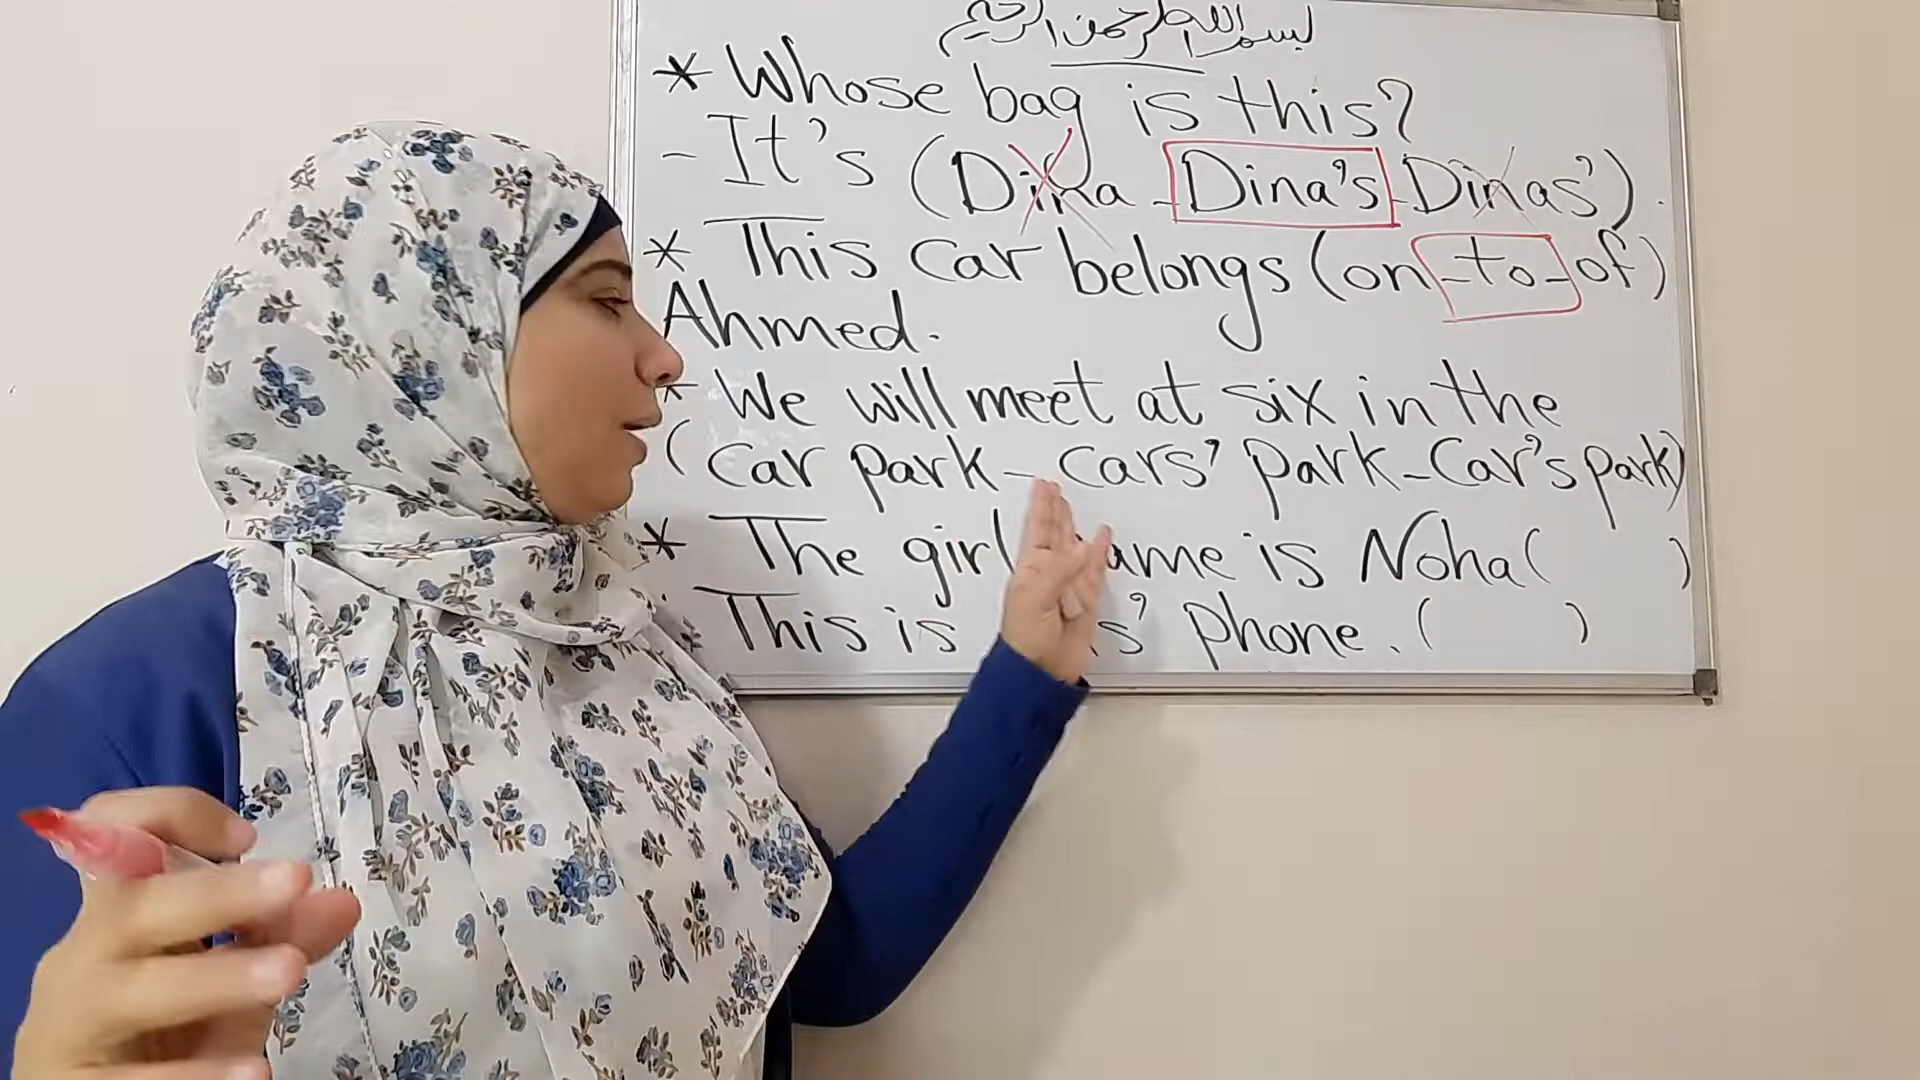 بسم الله الرحمن الرحيم
* Whose bag is this?
- It's (Dina - Dina's - Dinas').
* This car belongs (on - to - of)
Ahmed.
* We will meet at six in the
(car park - cars' park - car's park)
* The girl is Noha ( )
This is phone. ( )